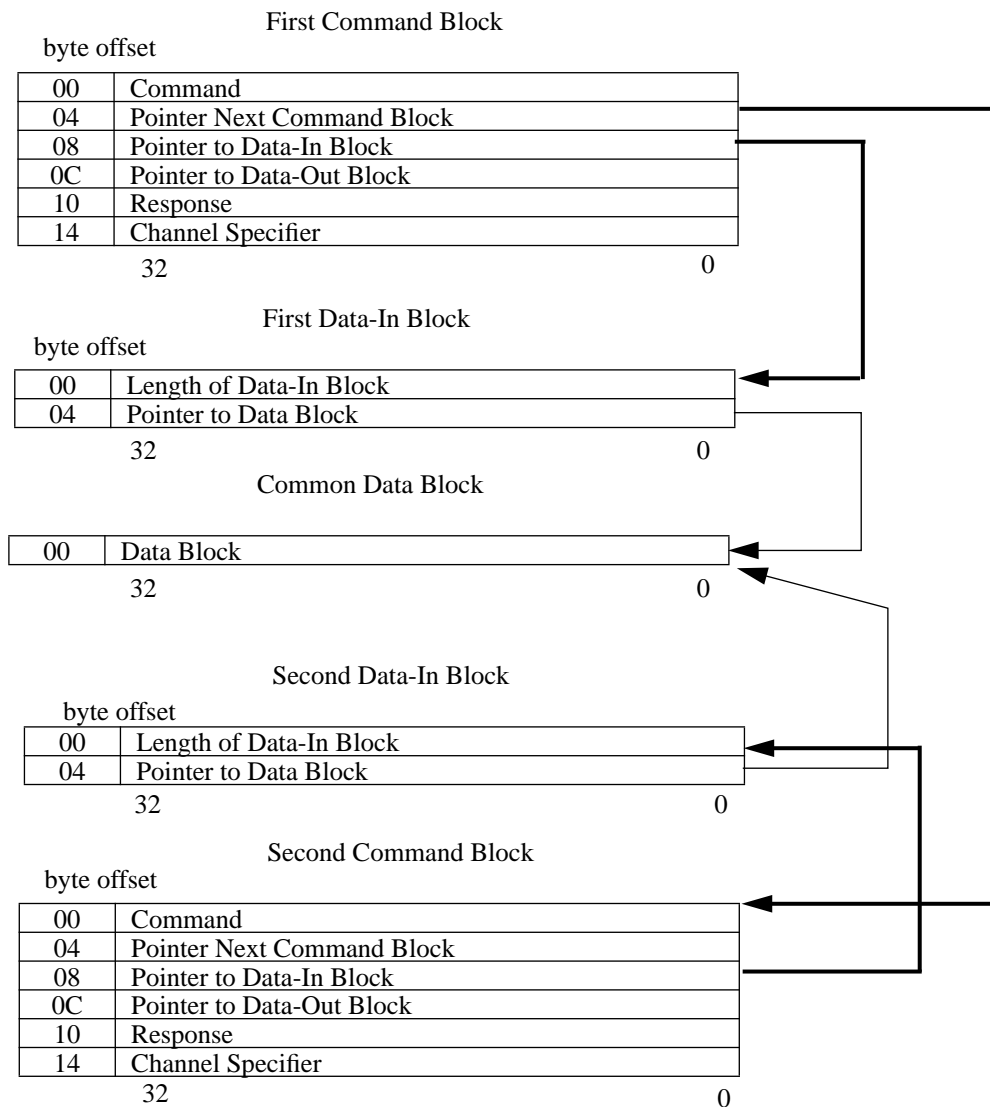 First Command Block
byte offset
00 Command
04 Pointer Next Command Block
08 Pointer to Data-In Block
0C Pointer to Data-Out Block
10 Response
14 Channel Specifier
32 0
First Data-In Block
byte offset
00 Length of Data-In Block
04 Pointer to Data Block
32 0
Common Data Block
00 Data Block
32 0
Second Data-In Block
byte offset
00 Length of Data-In Block
04 Pointer to Data Block
32 0
Second Command Block
byte offset
00 Command
04 Pointer Next Command Block
08 Pointer to Data-In Block
0C Pointer to Data-Out Block
10 Response
14 Channel Specifier
32 0